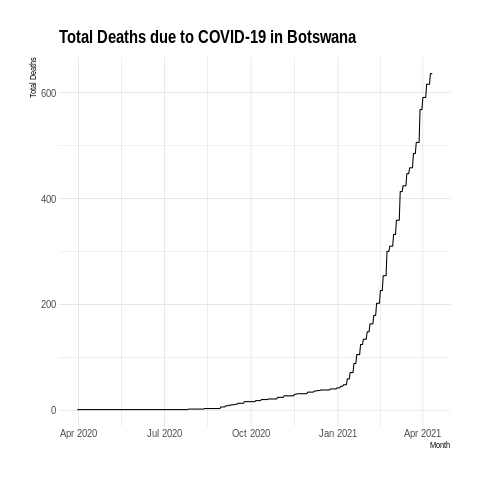 Total Deaths due to COVID-19 in Botswana
Total Deaths
600
400
200
0
Apr 2020 Jul 2020 Oct 2020 Jan 2021 Apr 2021
Month